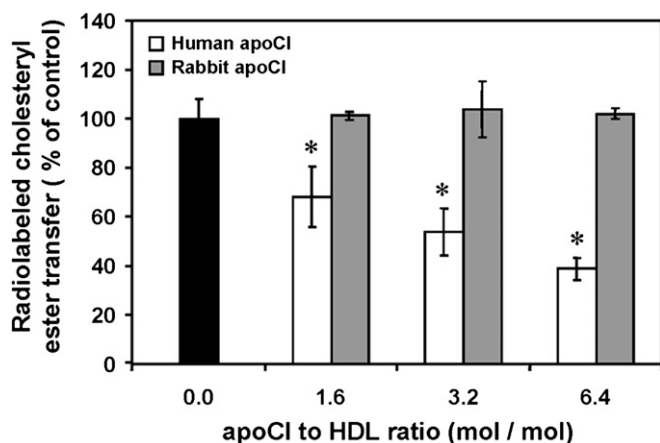 Radiolabeled cholesteryl
ester transfer ( % of control)
140
120
100
80
60
40
20
0
Human apoCI
Rabbit apoCI
*
*
*
0.0 1.6 3.2 6.4
apoCI to HDL ratio (mol / mol)